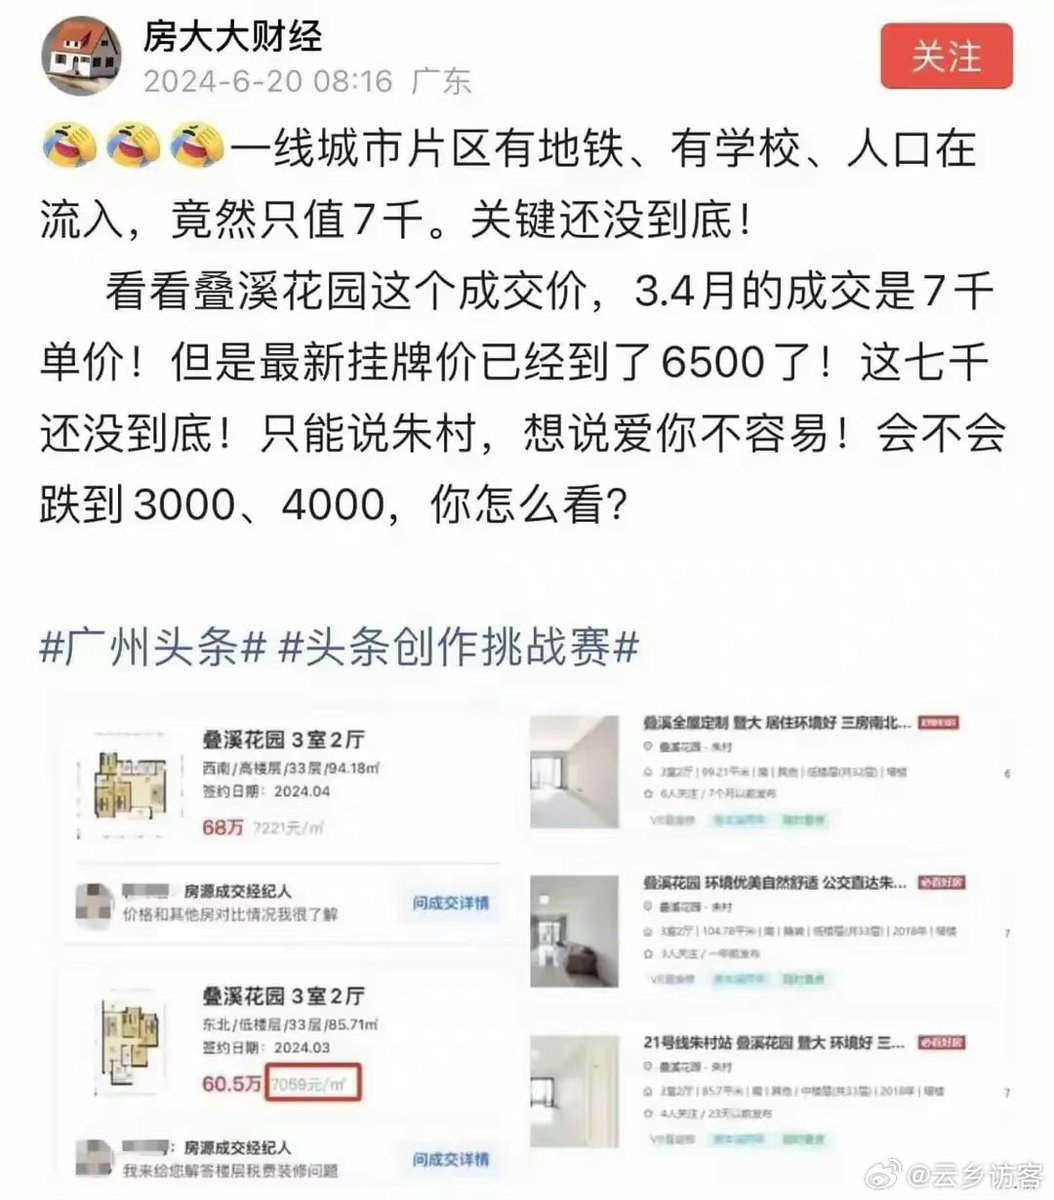 房大大财经
2024-6-20 08:16 广东
关注
🤣🤣🤣一线城市片区有地铁、有学校、人口在
流入，竟然只值7千。关键还没到底！
看看叠溪花园这个成交价，3.4月的成交是7千
单价！但是最新挂牌价已经到了6500了！这七千
还没到底！只能说朱村，想说爱你不容易！会不会
跌到3000、4000，你怎么看？
#广州头条# #头条创作挑战赛#
叠溪花园 3室2厅
西南/高楼层/33层/94.18㎡
签约日期：2024.04
68万 7221元/㎡
房源成交经纪人
价格和其他房对比情况我很了解
问成交详情
叠溪花园 3室2厅
东北/低楼层/33层/85.71㎡
签约日期：2024.03
60.5万 7059元/㎡
：房源成交经纪人
我来给您解答楼层税费装修问题
问成交详情
叠溪全屋定制 暨大 居住环境好 三房南北...
叠溪花园 - 朱村
3室2厅 | 99.21平米 | 南 | 其他 | 低楼层(共32层) | 塔楼
6人关注 / 7个月以前发布
6
叠溪花园 环境优美自然舒适 公交直达朱... 必看好房
叠溪花园 - 朱村
3室2厅 | 104.78平米 | 南 | 精装 | 低楼层(共33层) | 2018年 | 塔楼
3人关注 / 一年前发布
7
21号线朱村站 叠溪花园 暨大 环境好 三... 必看好房
叠溪花园 - 朱村
3室2厅 | 85.7平米 | 南 | 其他 | 中楼层(共33层) | 2018年 | 塔楼
4人关注 / 23天以前发布
7
@云乡访客